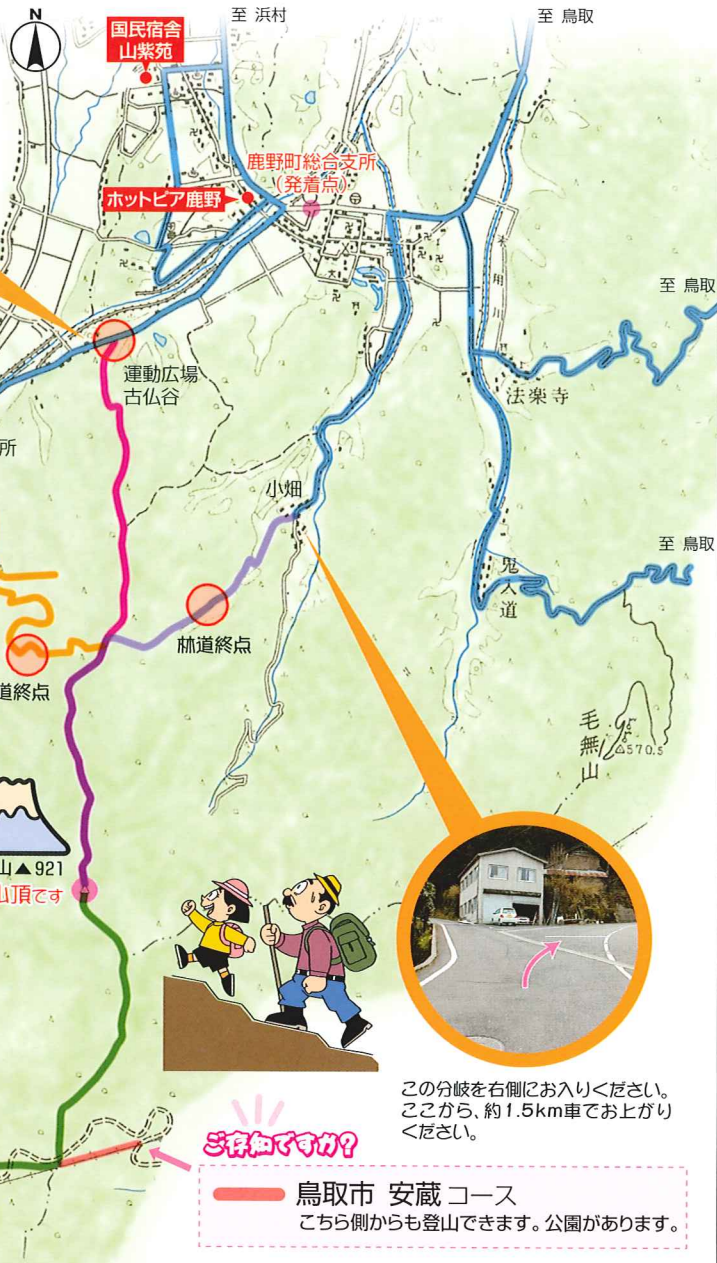 N
至 浜村
至 鳥取
国民宿舎
山紫苑
鹿野町総合支所
(発着点)
ホットピア鹿野
至 鳥取
運動広場
古仏谷
法楽寺
所
小畑
至 鳥取
鬼入道
林道終点
道終点
毛無山
△570.5
山▲921
山頂です
この分岐を右側にお入りください。
ここから、約1.5km車でお上がり
ください。
ご存知ですか?
鳥取市 安蔵コース
こちら側からも登山できます。公園があります。